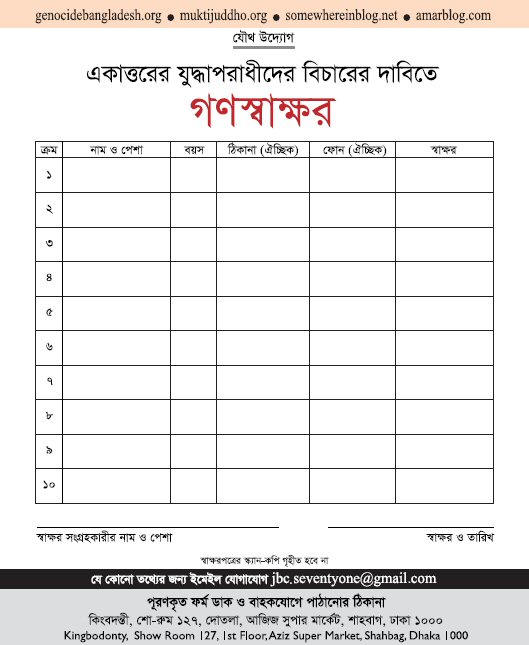 genocidebangladesh.org ● muktijuddho.org ● somewhereinblog.net ● amarblog.com
যৌথ উদ্যোগ
একাত্তরের যুদ্ধাপরাধীদের বিচারের দাবিতে
গণস্বাক্ষর
ক্রম নাম ও পেশা বয়স ঠিকানা (ঐচ্ছিক) ফোন (ঐচ্ছিক) স্বাক্ষর
১
২
৩
৪
৫
৬
৭
৮
৯
১০
স্বাক্ষর সংগ্রহকারীর নাম ও পেশা স্বাক্ষর ও তারিখ
স্বাক্ষরপত্রের স্ক্যান-কপি গৃহীত হবে না
যে কোনো তথ্যের জন্য ইমেইল যোগাযোগ jbc.seventyone@gmail.com
পূরণকৃত ফর্ম ডাক ও বাহকযোগে পাঠানোর ঠিকানা
কিংবদন্তী, শো-রুম ১২৭, দোতলা, আজিজ সুপার মার্কেট, শাহবাগ, ঢাকা ১০০০
Kingbodonty, Show Room 127, 1st Floor, Aziz Super Market, Shahbag, Dhaka 1000